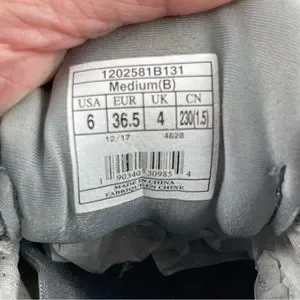 1202581B131
Medium(B)
USA EUR UK CN
6 36.5 4 230(1.5)
12/17 4628
90340 30985 4
MADE IN CHINA
FABRIQUE EN CHINE